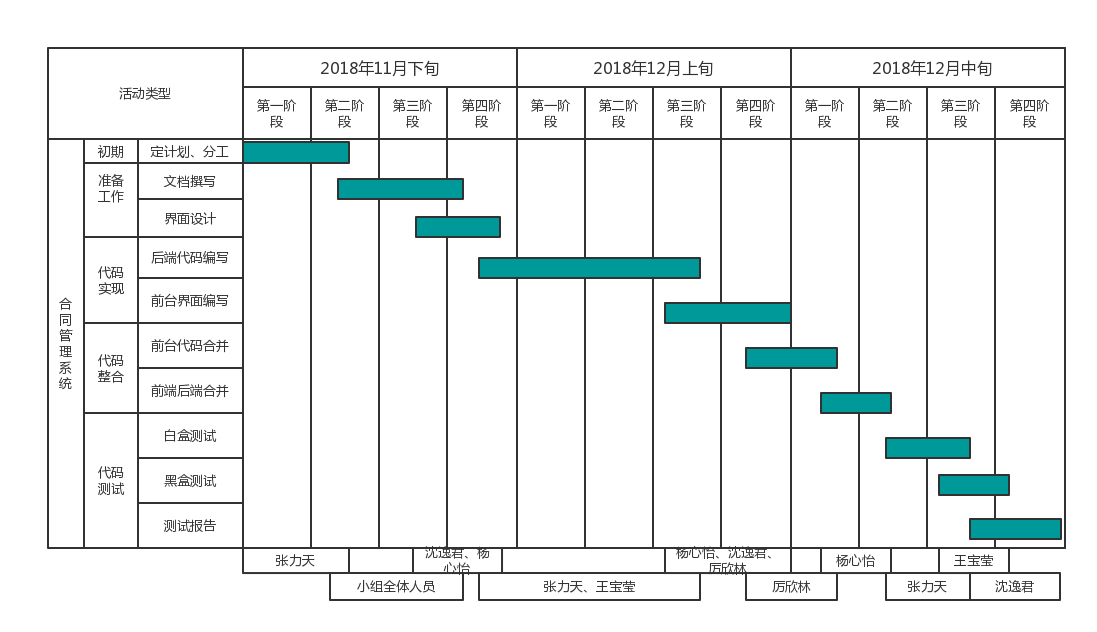 活动类型
2018年11月下旬
2018年12月上旬
2018年12月中旬
第一阶
段
第二阶
段
第三阶
段
第四阶
段
第一阶
段
第二阶
段
第三阶
段
第四阶
段
第一阶
段
第二阶
段
第三阶
段
第四阶
段
合
同
管
理
系
统
初期
定计划、分工
准备
工作
文档撰写
界面设计
代码
实现
后端代码编写
前台界面编写
代码
整合
前台代码合并
前端后端合并
代码
测试
白盒测试
黑盒测试
测试报告
张力天
沈逸君、杨
心怡
杨心怡、沈逸君、
厉欣林
杨心怡
王宝莹
小组全体人员
张力天、王宝莹
厉欣林
张力天
沈逸君